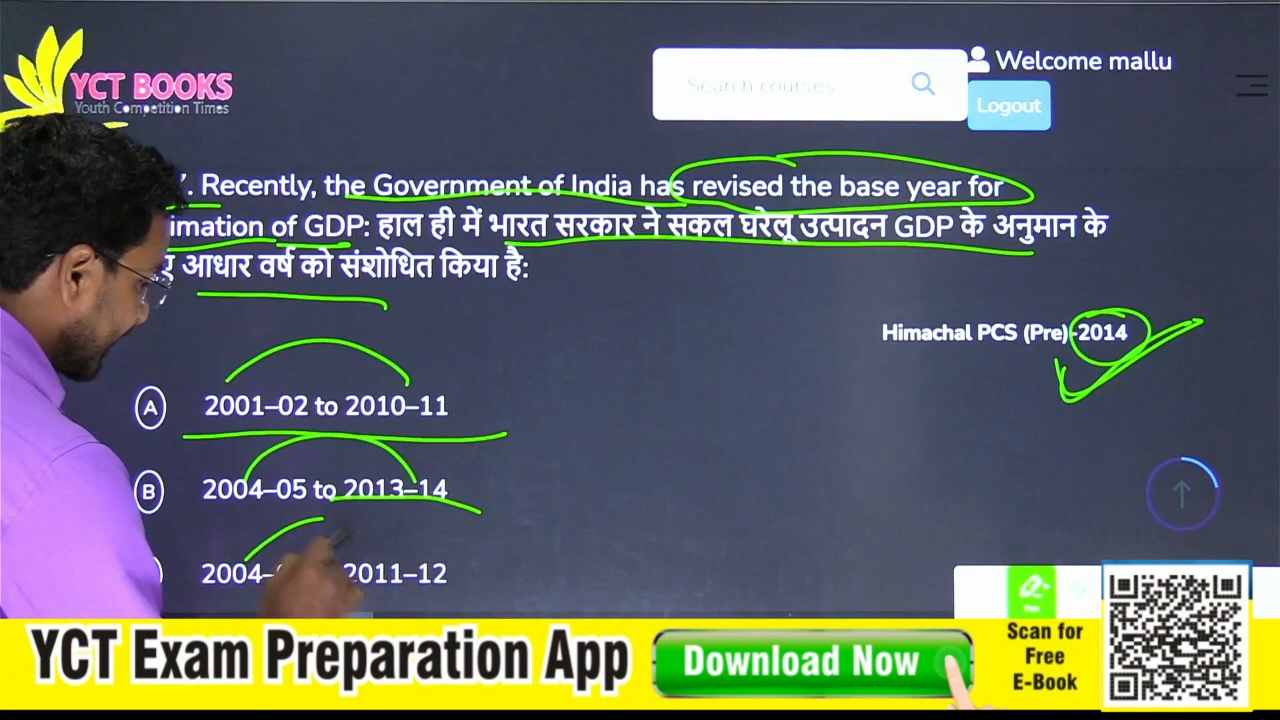 YCT BOOKS
Youth Competition Times
Search courses
Welcome mallu
Logout
Recently, the Government of India has revised the base year for
imation of GDP: हाल ही में भारत सरकार ने सकल घरेलू उत्पादन GDP के अनुमान के
आधार वर्ष को संशोधित किया है:
Himachal PCS (Pre)-2014
A 2001–02 to 2010–11
B 2004–05 to 2013–14
2011–12
YCT Exam Preparation App
Download Now
Scan for
Free
E-Book